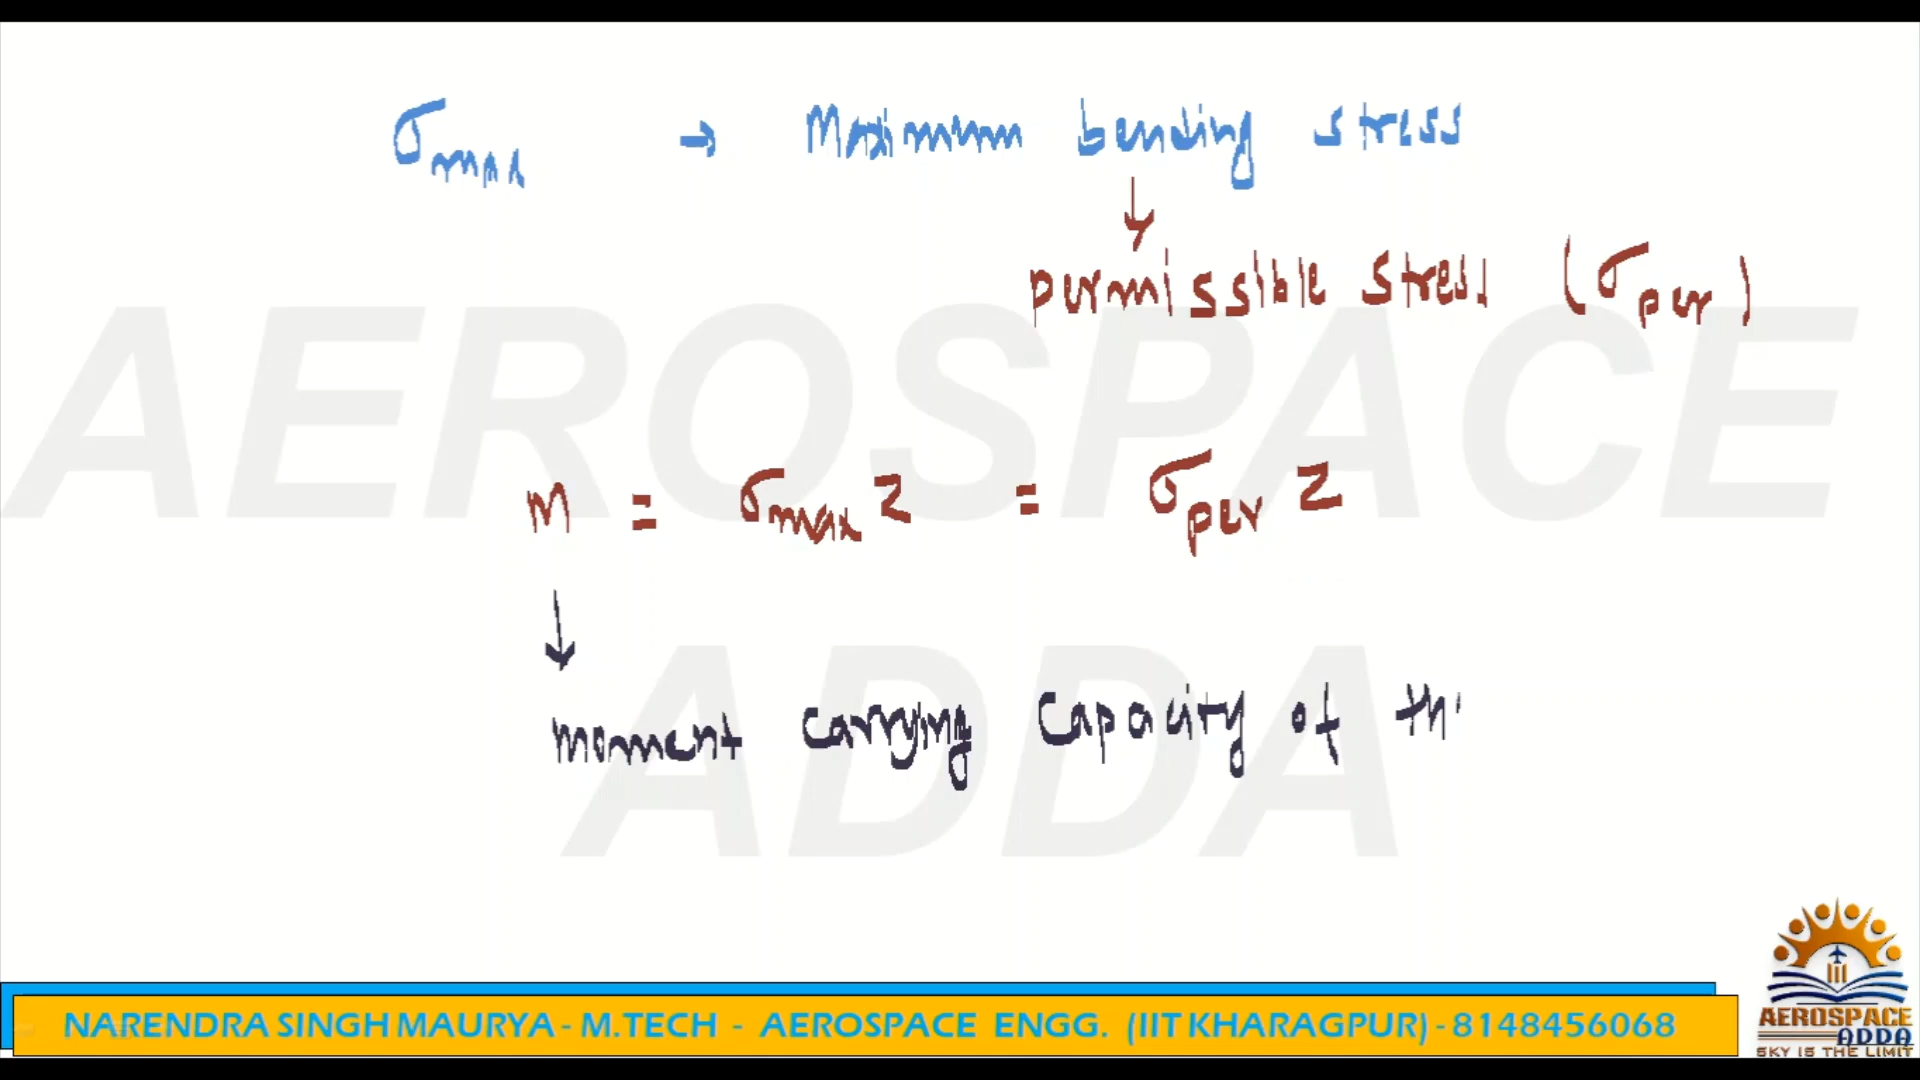 σmax → Maximum bending stress
↓
permissible stress (σper)
M = σmax Z = σper Z
↓
moment carrying capacity of th
AEROSPACE
ADDA
NARENDRA SINGH MAURYA - M.TECH - AEROSPACE ENGG. (IIT KHARAGPUR) - 8148456068
AEROSPACE
ADDA
SKY IS THE LIMIT